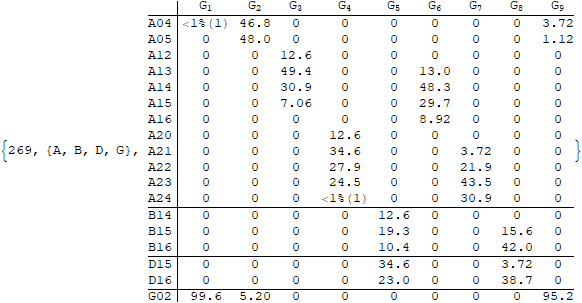 G1 G2 G3 G4 G5 G6 G7 G8 G9
A04 <1%(1) 46.8 0 0 0 0 0 0 3.72
A05 0 48.0 0 0 0 0 0 0 1.12
A12 0 0 12.6 0 0 0 0 0 0
A13 0 0 49.4 0 0 13.0 0 0 0
A14 0 0 30.9 0 0 48.3 0 0 0
A15 0 0 7.06 0 0 29.7 0 0 0
A16 0 0 0 0 0 8.92 0 0 0
A20 0 0 0 12.6 0 0 0 0 0
{269, {A, B, D, G}, A21 0 0 0 34.6 0 0 3.72 0 0 }
A22 0 0 0 27.9 0 0 21.9 0 0
A23 0 0 0 24.5 0 0 43.5 0 0
A24 0 0 0 <1%(1) 0 0 30.9 0 0
B14 0 0 0 0 12.6 0 0 0 0
B15 0 0 0 0 19.3 0 0 15.6 0
B16 0 0 0 0 10.4 0 0 42.0 0
D15 0 0 0 0 34.6 0 0 3.72 0
D16 0 0 0 0 23.0 0 0 38.7 0
G02 99.6 5.20 0 0 0 0 0 0 95.2